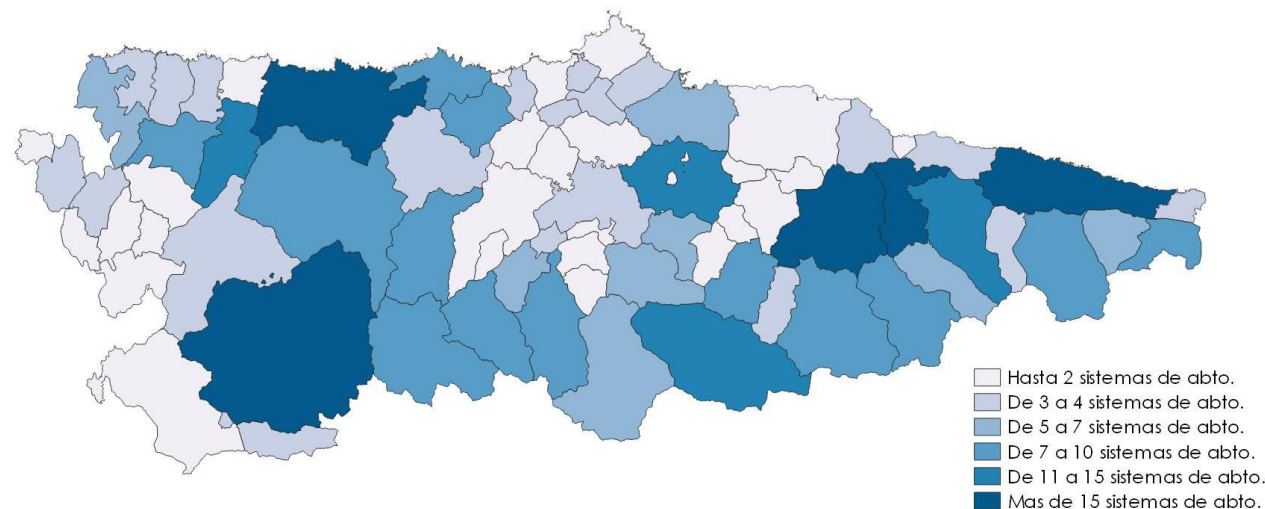 Hasta 2 sistemas de abto.
De 3 a 4 sistemas de abto.
De 5 a 7 sistemas de abto.
De 7 a 10 sistemas de abto.
De 11 a 15 sistemas de abto.
Mas de 15 sistemas de abto.